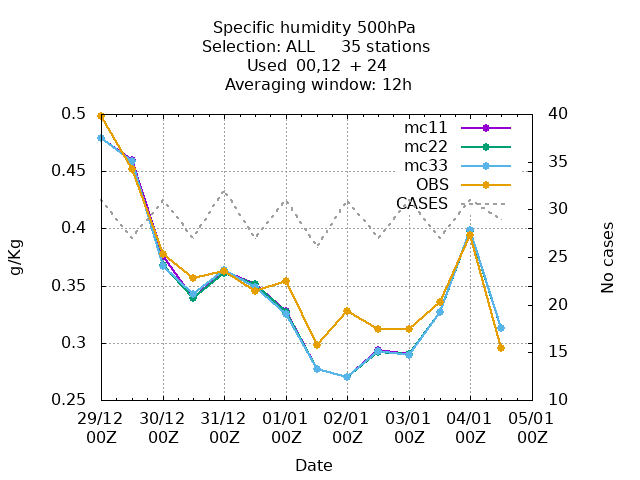 Specific humidity 500hPa
Selection: ALL 35 stations
Used 00,12 + 24
Averaging window: 12h
0.5
0.45
0.4
0.35
0.3
0.25
g/Kg
40
35
30
25
20
15
10
No cases
mc11
mc22
mc33
OBS
CASES
29/12 30/12 31/12 01/01 02/01 03/01 04/01 05/01
00Z 00Z 00Z 00Z 00Z 00Z 00Z 00Z
Date